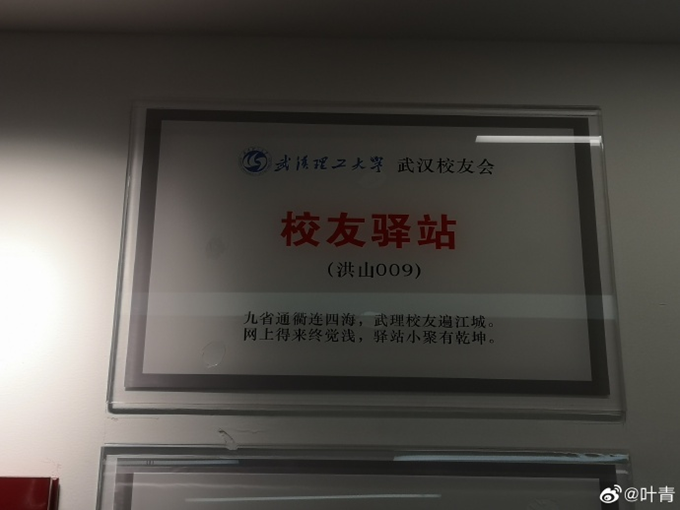 武汉理工大学 武汉校友会
校友驿站
(洪山009)
九省通衢连四海，武理校友遍江城。
网上得来终觉浅，驿站小聚有乾坤。
@叶青